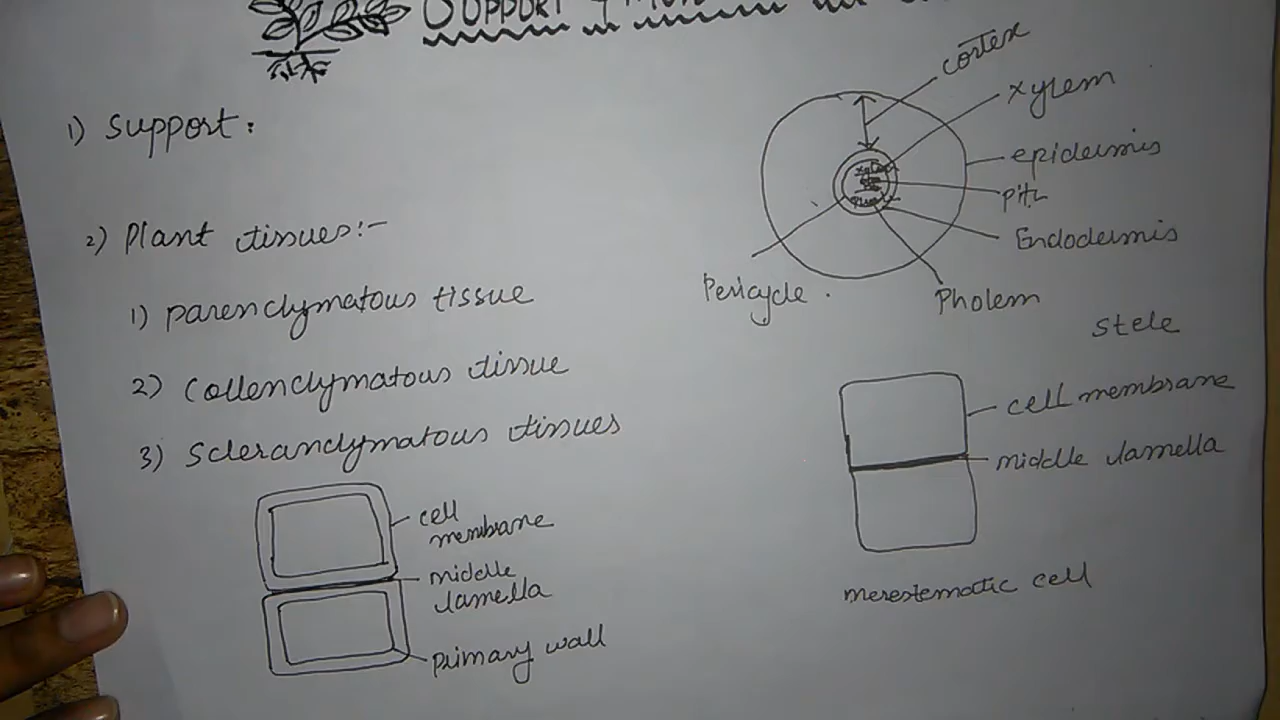 SUPPORT
1) Support:
2) Plant tissues:-
1) parenchymatous tissue
2) Collenchymatous tissue
3) Scleranchymatous tissues
cell
membrane
middle
lamella
primary wall
cortex
xylem
epidermis
pith
Endodermis
Pholem
Pericycle.
stele
cell membrane
middle lamella
merestematic cell